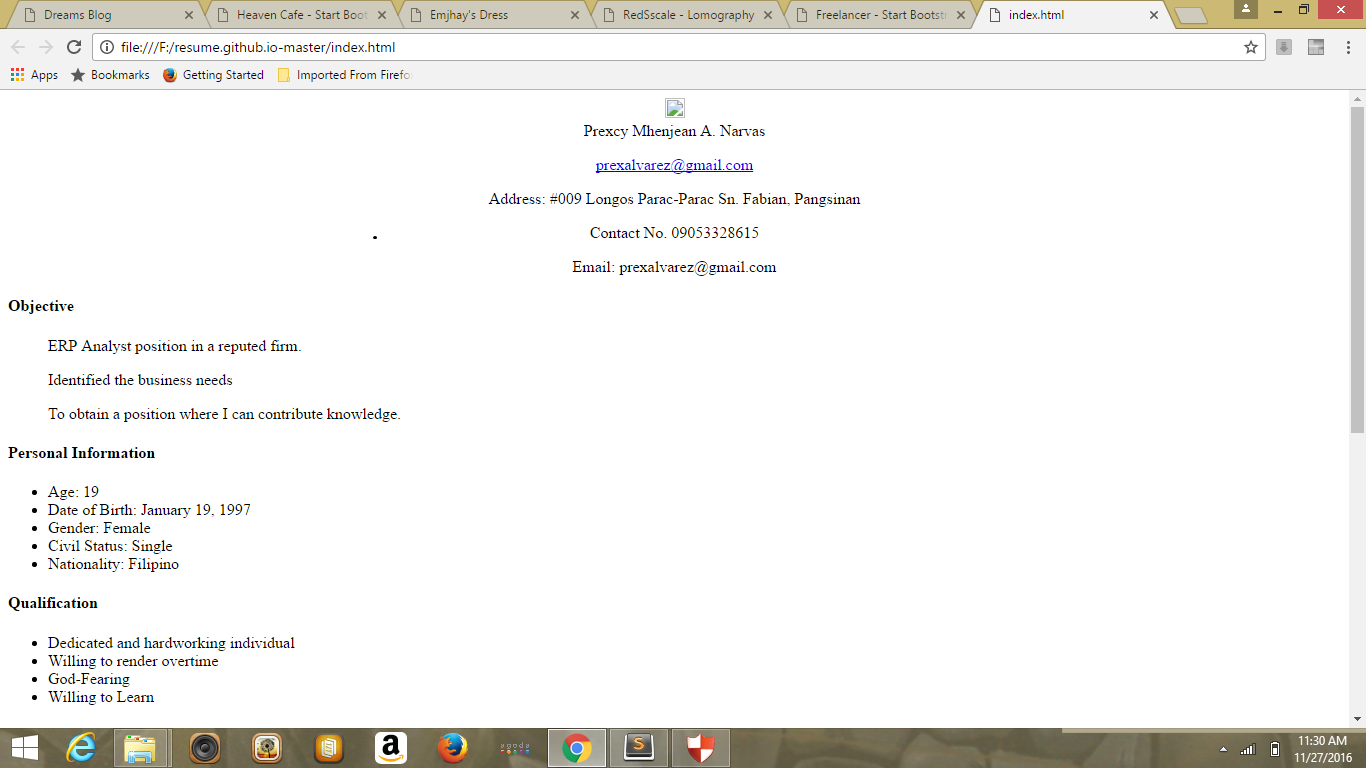 Dreams Blog
Heaven Cafe - Start Boot
Emjhay's Dress
RedSscale - Lomography
Freelancer - Start Bootst
index.html
file:///F:/resume.github.io-master/index.html
Apps
Bookmarks
Getting Started
Imported From Firefo
Prexcy Mhenjean A. Narvas
prexalvarez@gmail.com
Address: #009 Longos Parac-Parac Sn. Fabian, Pangsinan
Contact No. 09053328615
Email: prexalvarez@gmail.com
Objective
ERP Analyst position in a reputed firm.
Identified the business needs
To obtain a position where I can contribute knowledge.
Personal Information
• Age: 19
• Date of Birth: January 19, 1997
• Gender: Female
• Civil Status: Single
• Nationality: Filipino
Qualification
• Dedicated and hardworking individual
• Willing to render overtime
• God-Fearing
• Willing to Learn
agoda
11:30 AM
11/27/2016